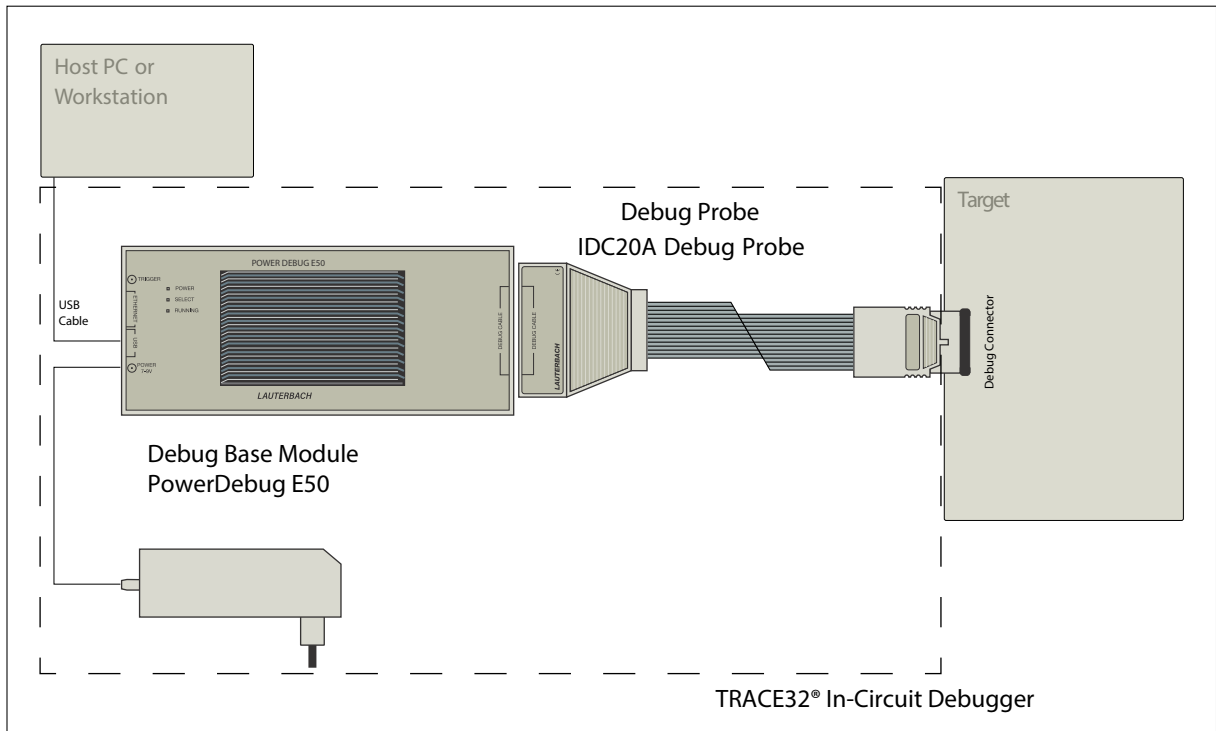 Host PC or
Workstation
Debug Probe
IDC20A Debug Probe
Target
POWER DEBUG E50
TRIGGER
POWER
SELECT
RUNNING
ETHERNET
USB
POWER
7-9V
DEBUG CABLE
DEBUG CABLE
LAUTERBACH
LAUTERBACH
USB
Cable
Debug Connector
Debug Base Module
PowerDebug E50
TRACE32® In-Circuit Debugger